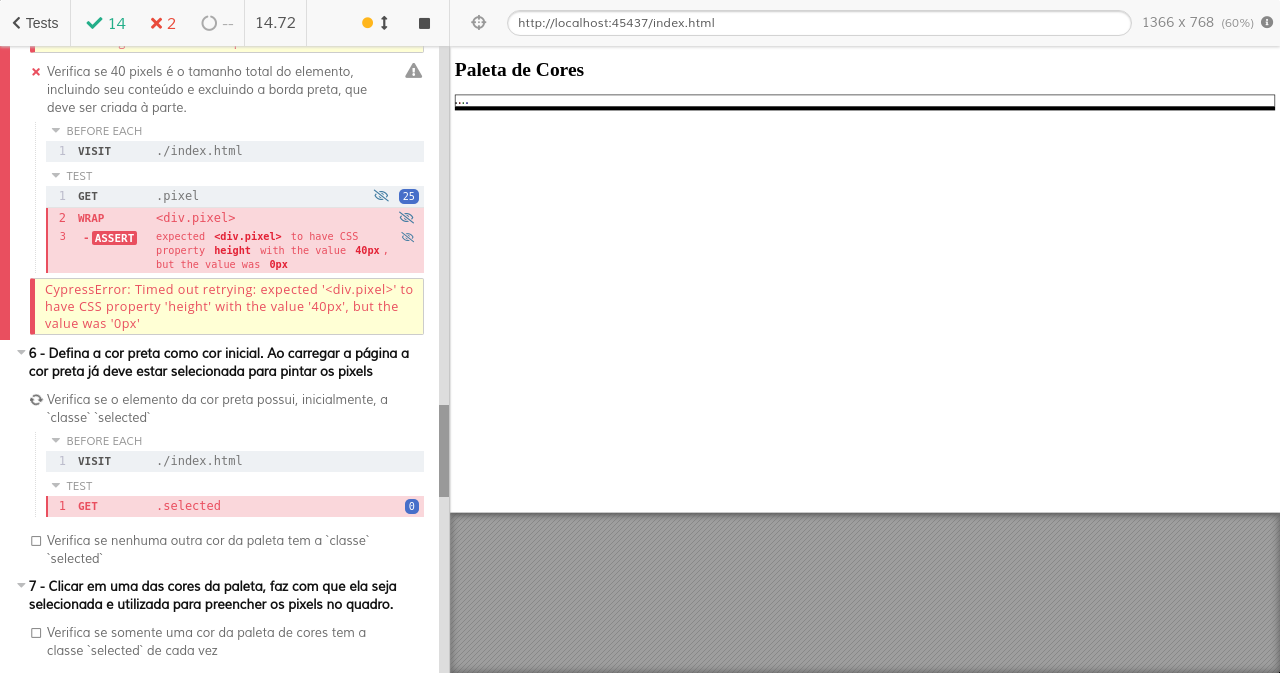 Tests 14 2 -- 14.72
http://localhost:45437/index.html 1366 x 768 (60%)
Verifica se 40 pixels é o tamanho total do elemento,
incluindo seu conteúdo e excluindo a borda preta, que
deve ser criada à parte.
BEFORE EACH
1 VISIT ./index.html
TEST
1 GET .pixel 25
2 WRAP <div.pixel>
3 - ASSERT expected <div.pixel> to have CSS
property height with the value 40px ,
but the value was 0px
CypressError: Timed out retrying: expected '<div.pixel>' to
have CSS property 'height' with the value '40px', but the
value was '0px'
6 - Defina a cor preta como cor inicial. Ao carregar a página a
cor preta já deve estar selecionada para pintar os pixels
Verifica se o elemento da cor preta possui, inicialmente, a
`classe` `selected`
BEFORE EACH
1 VISIT ./index.html
TEST
1 GET .selected 0
Verifica se nenhuma outra cor da paleta tem a `classe`
`selected`
7 - Clicar em uma das cores da paleta, faz com que ela seja
selecionada e utilizada para preencher os pixels no quadro.
Verifica se somente uma cor da paleta de cores tem a
classe `selected` de cada vez
Paleta de Cores
....